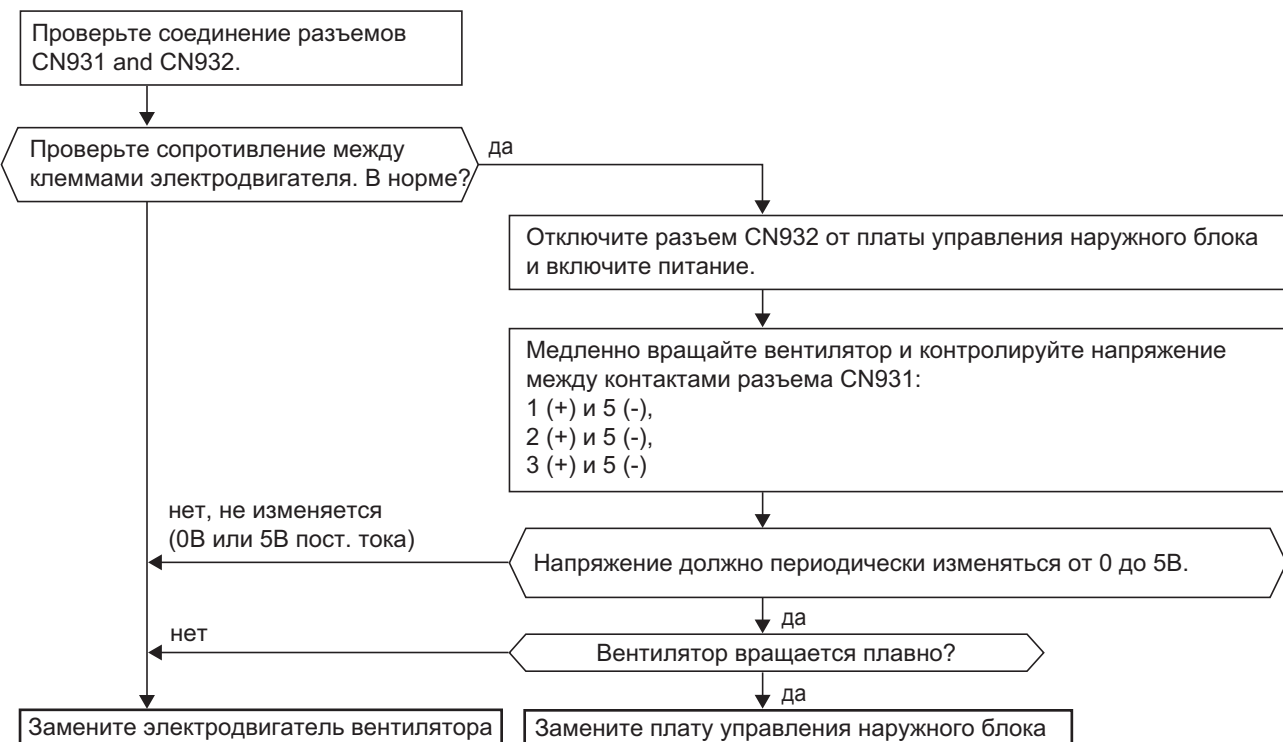 Проверьте соединение разъемов
CN931 and CN932.
Проверьте сопротивление между
клеммами электродвигателя. В норме?
да
Отключите разъем CN932 от платы управления наружного блока
и включите питание.
Медленно вращайте вентилятор и контролируйте напряжение
между контактами разъема CN931:
1 (+) и 5 (-),
2 (+) и 5 (-),
3 (+) и 5 (-)
нет, не изменяется
(0В или 5В пост. тока)
Напряжение должно периодически изменяться от 0 до 5В.
да
нет
Вентилятор вращается плавно?
да
Замените электродвигатель вентилятора
Замените плату управления наружного блока